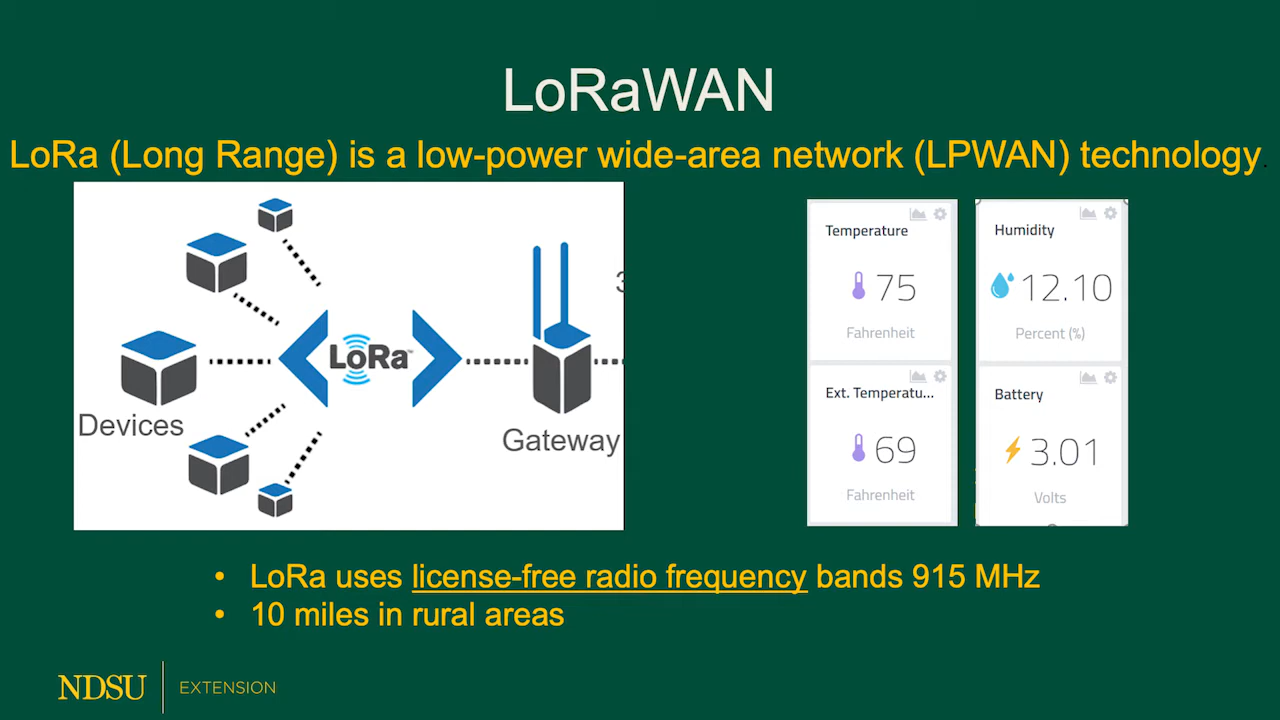 LoRaWAN
LoRa (Long Range) is a low-power wide-area network (LPWAN) technology.
Devices
LoRa™
Gateway
Temperature
75
Fahrenheit
Humidity
12.10
Percent (%)
Ext. Temperatu...
69
Fahrenheit
Battery
3.01
Volts
• LoRa uses license-free radio frequency bands 915 MHz
• 10 miles in rural areas
NDSU EXTENSION